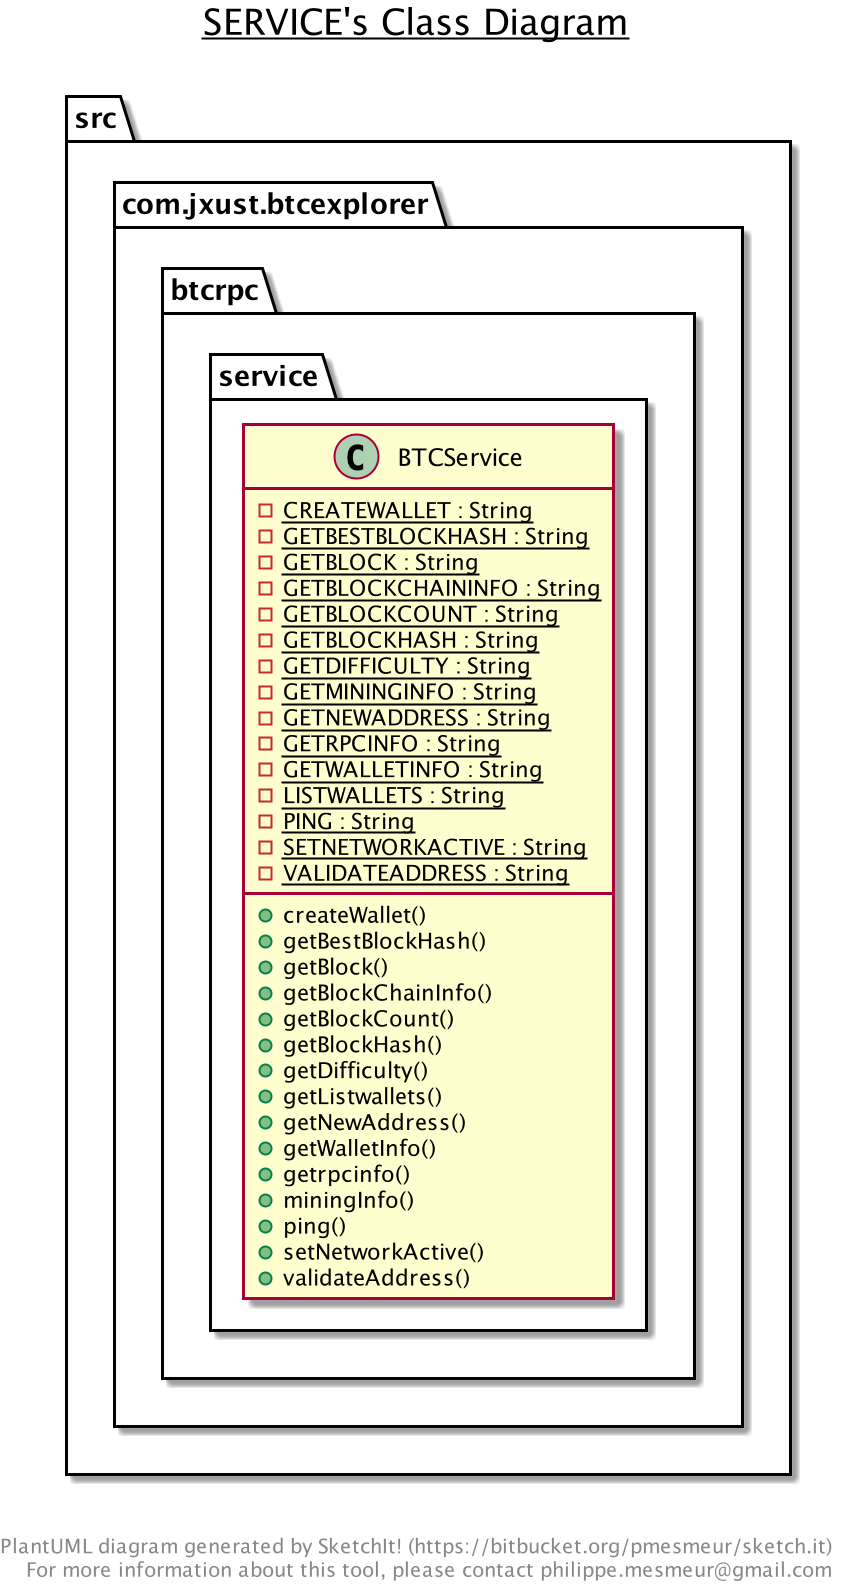 SERVICE's Class Diagram
src
com.jxust.btcexplorer
btcrpc
service
C BTCService
CREATEWALLET : String
GETBESTBLOCKHASH : String
GETBLOCK : String
GETBLOCKCHAININFO : String
GETBLOCKCOUNT : String
GETBLOCKHASH : String
GETDIFFICULTY : String
GETMININGINFO : String
GETNEWADDRESS : String
GETRPCINFO : String
GETWALLETINFO : String
LISTWALLETS : String
PING : String
SETNETWORKACTIVE : String
VALIDATEADDRESS : String
createWallet()
getBestBlockHash()
getBlock()
getBlockChainInfo()
getBlockCount()
getBlockHash()
getDifficulty()
getListwallets()
getNewAddress()
getWalletInfo()
getrpcinfo()
miningInfo()
ping()
setNetworkActive()
validateAddress()
PlantUML diagram generated by SketchIt! (https://bitbucket.org/pmesmeur/sketch.it)
For more information about this tool, please contact philippe.mesmeur@gmail.com